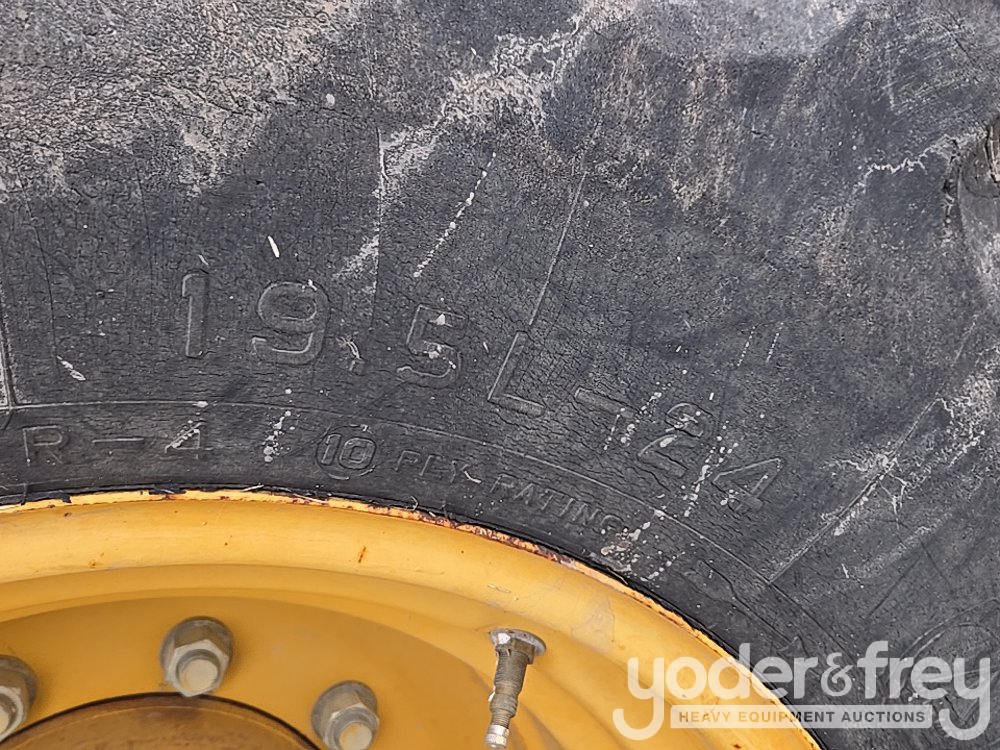 19.5L-24
R-4 10 PLY RATING
yoder&frey
HEAVY EQUIPMENT AUCTIONS